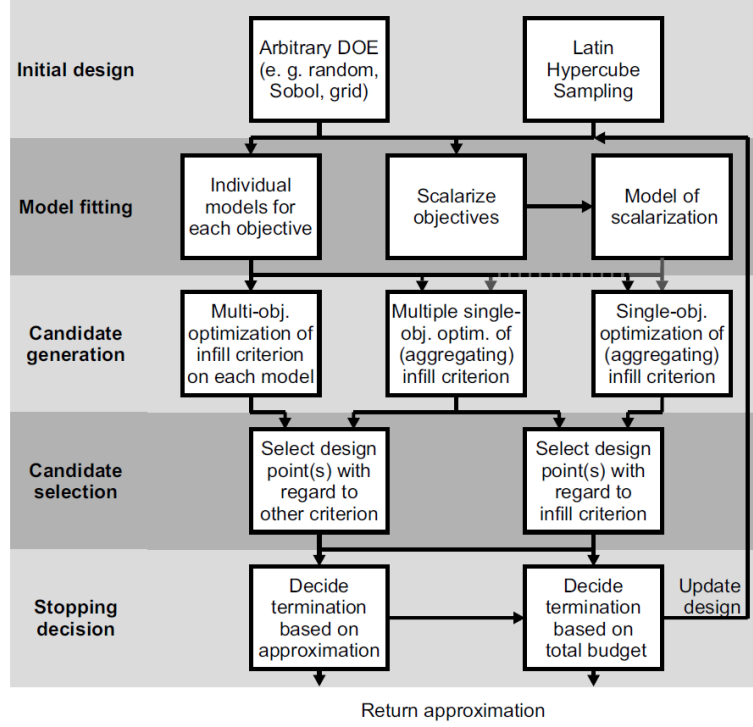 Initial design
Arbitrary DOE
(e. g. random,
Sobol, grid)
Latin
Hypercube
Sampling
Model fitting
Individual
models for
each objective
Scalarize
objectives
Model of
scalarization
Candidate
generation
Multi-obj.
optimization of
infill criterion
on each model
Multiple single-
obj. optim. of
(aggregating)
infill criterion
Single-obj.
optimization of
(aggregating)
infill criterion
Candidate
selection
Select design
point(s) with
regard to
other criterion
Select design
point(s) with
regard to
infill criterion
Stopping
decision
Decide
termination
based on
approximation
Decide
termination
based on
total budget
Update
design
Return approximation